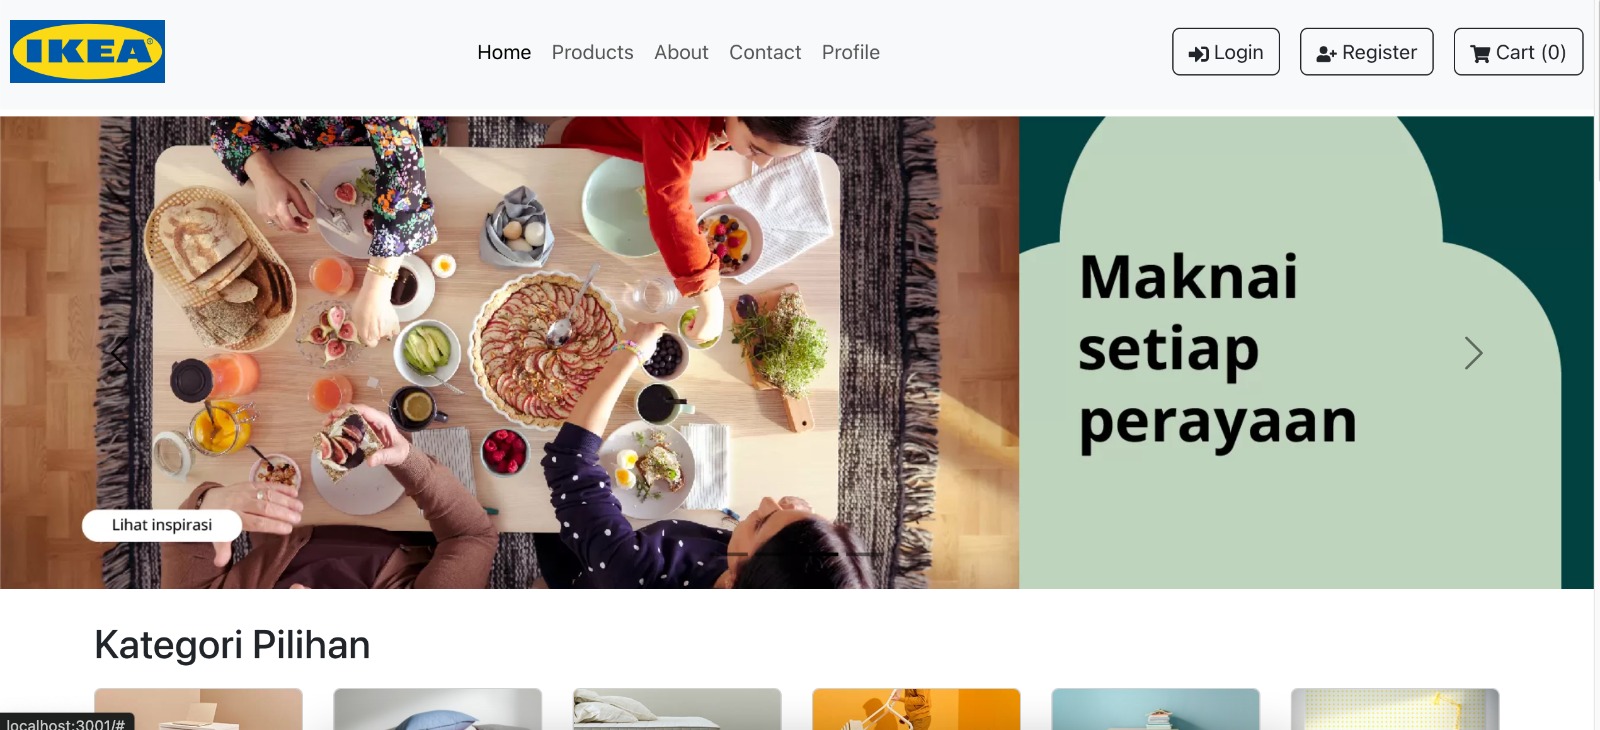 IKEA
Home Products About Contact Profile
Login Register Cart (0)
Maknai
setiap
perayaan
Lihat inspirasi
Kategori Pilihan
localhost:3001/#